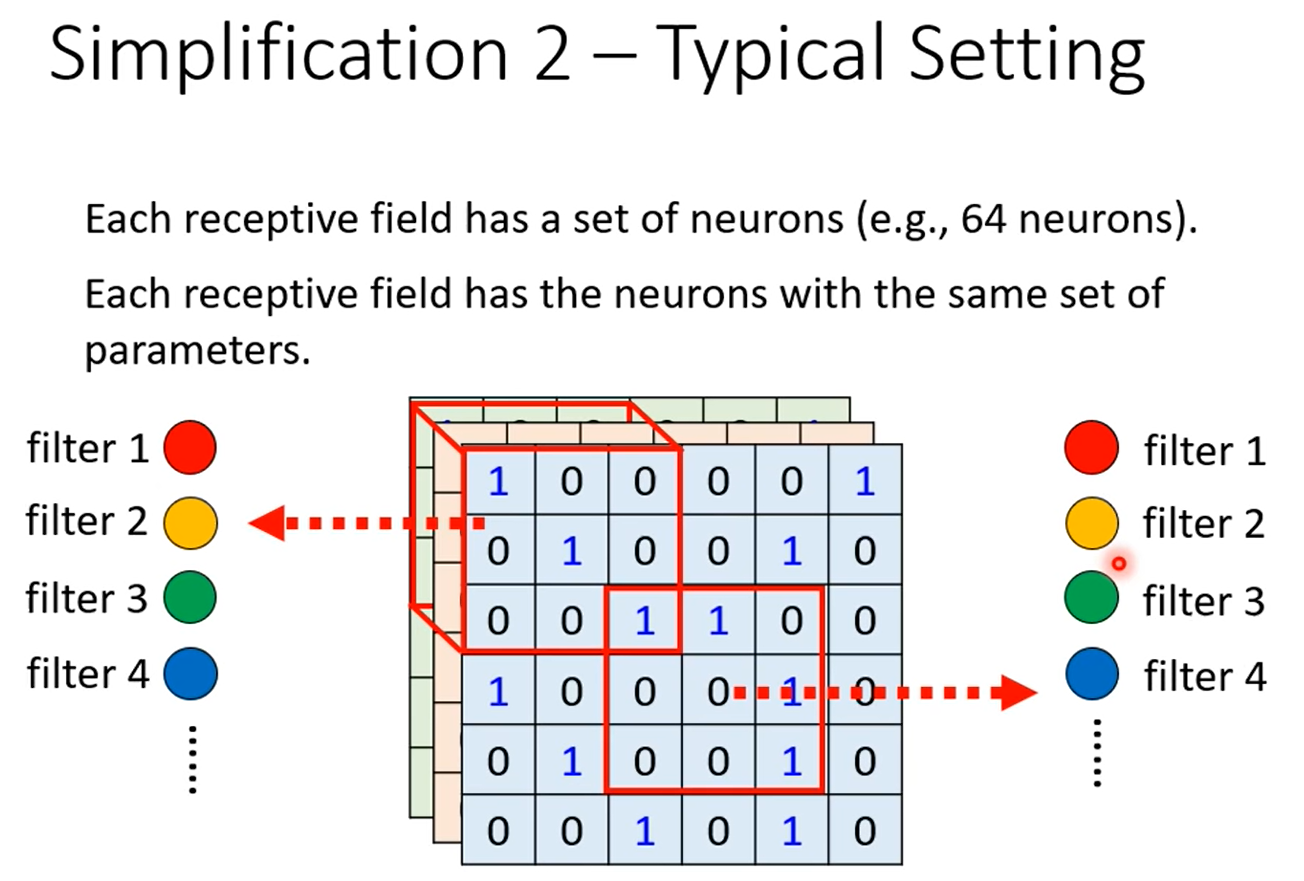 Simplification 2 – Typical Setting
Each receptive field has a set of neurons (e.g., 64 neurons).
Each receptive field has the neurons with the same set of
parameters.
filter 1
filter 2
filter 3
filter 4
1 0 0 0 0 1
0 1 0 0 1 0
0 0 1 1 0 0
1 0 0 0 1 0
0 1 0 0 1 0
0 0 1 0 1 0
filter 1
filter 2
filter 3
filter 4